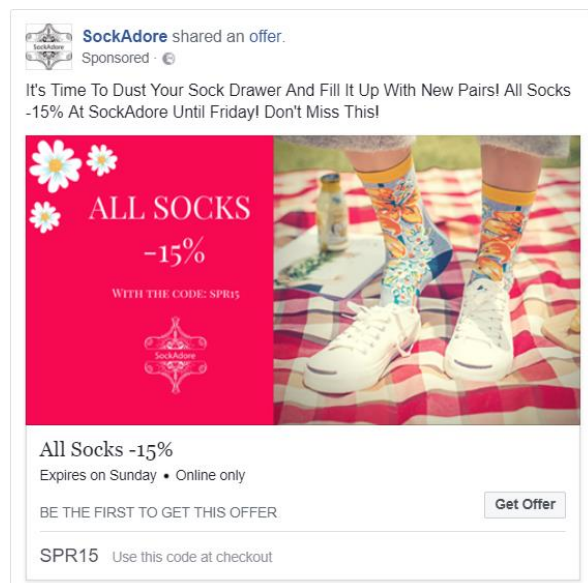 SockAdore
SockAdore shared an offer.
Sponsored ·
It's Time To Dust Your Sock Drawer And Fill It Up With New Pairs! All Socks
-15% At SockAdore Until Friday! Don't Miss This!
ALL SOCKS
-15%
WITH THE CODE: SPR15
SockAdore
All Socks -15%
Expires on Sunday • Online only
BE THE FIRST TO GET THIS OFFER
Get Offer
SPR15 Use this code at checkout